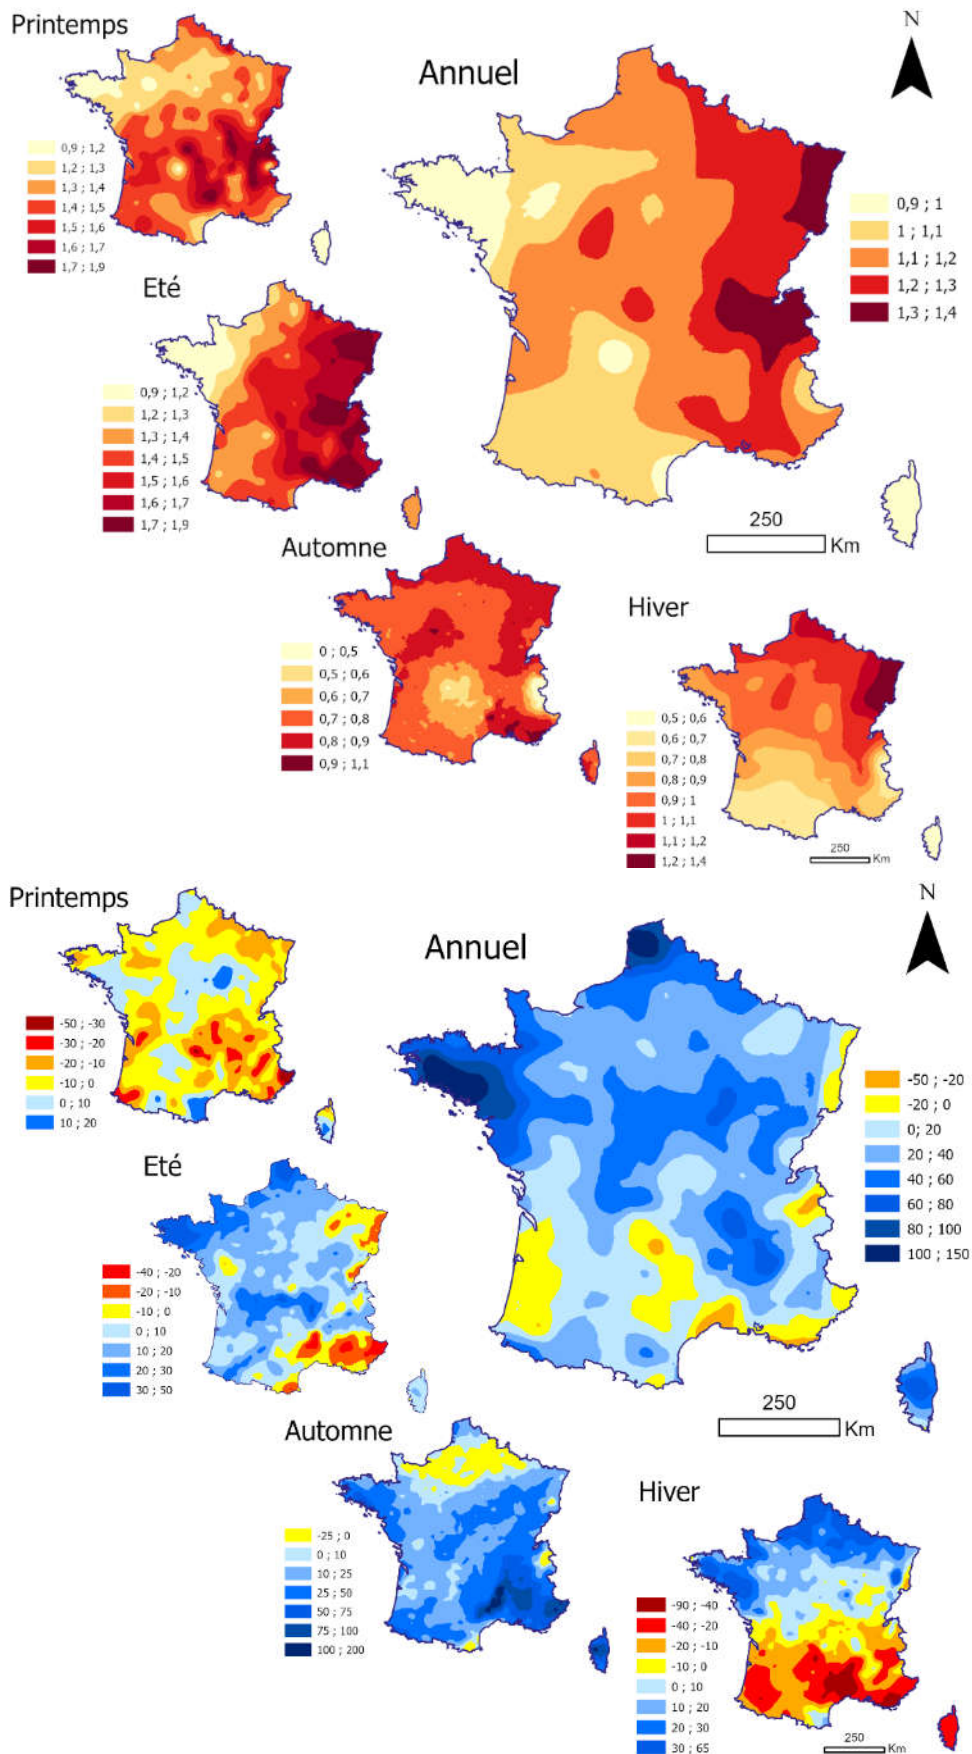 Printemps
N
Annuel
0,9 ; 1,2
1,2 ; 1,3
1,3 ; 1,4
1,4 ; 1,5
1,5 ; 1,6
1,6 ; 1,7
1,7 ; 1,9
0,9 ; 1
1 ; 1,1
1,1 ; 1,2
1,2 ; 1,3
1,3 ; 1,4
Eté
0,9 ; 1,2
1,2 ; 1,3
1,3 ; 1,4
1,4 ; 1,5
1,5 ; 1,6
1,6 ; 1,7
1,7 ; 1,9
250
Km
Automne
0 ; 0,5
0,5 ; 0,6
0,6 ; 0,7
0,7 ; 0,8
0,8 ; 0,9
0,9 ; 1,1
Hiver
0,5 ; 0,6
0,6 ; 0,7
0,7 ; 0,8
0,8 ; 0,9
0,9 ; 1
1 ; 1,1
1,1 ; 1,2
1,2 ; 1,4
250
Km
Printemps
N
Annuel
-50 ; -30
-30 ; -20
-20 ; -10
-10 ; 0
0 ; 10
10 ; 20
-50 ; -20
-20 ; 0
0; 20
20 ; 40
40 ; 60
60 ; 80
80 ; 100
100 ; 150
Eté
-40 ; -20
-20 ; -10
-10 ; 0
0 ; 10
10 ; 20
20 ; 30
30 ; 50
250
Km
Automne
-25 ; 0
0 ; 10
10 ; 25
25 ; 50
50 ; 75
75 ; 100
100 ; 200
Hiver
-90 ; -40
-40 ; -20
-20 ; -10
-10 ; 0
0 ; 10
10 ; 20
20 ; 30
30 ; 65
250
Km